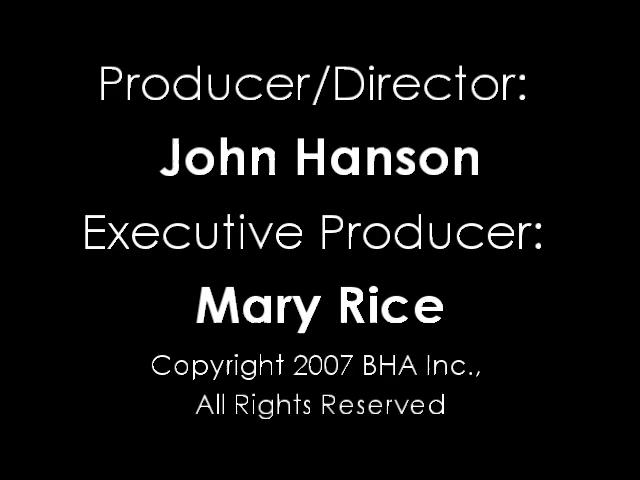 Producer/Director:
John Hanson
Executive Producer:
Mary Rice
Copyright 2007 BHA Inc.,
All Rights Reserved